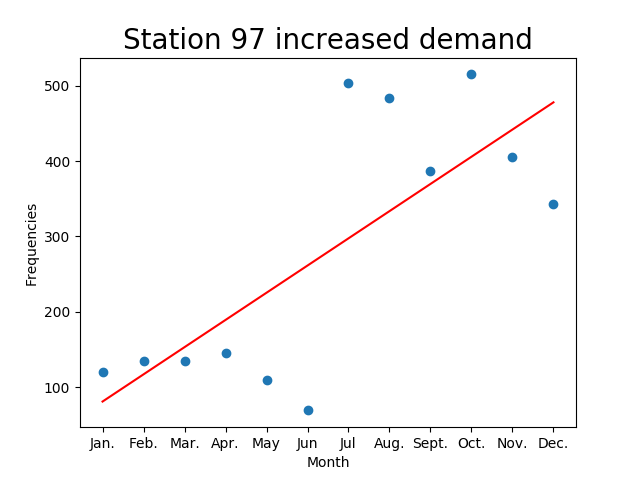 Station 97 increased demand
500
400
300
200
100
Frequencies
Jan. Feb. Mar. Apr. May Jun Jul Aug. Sept. Oct. Nov. Dec.
Month